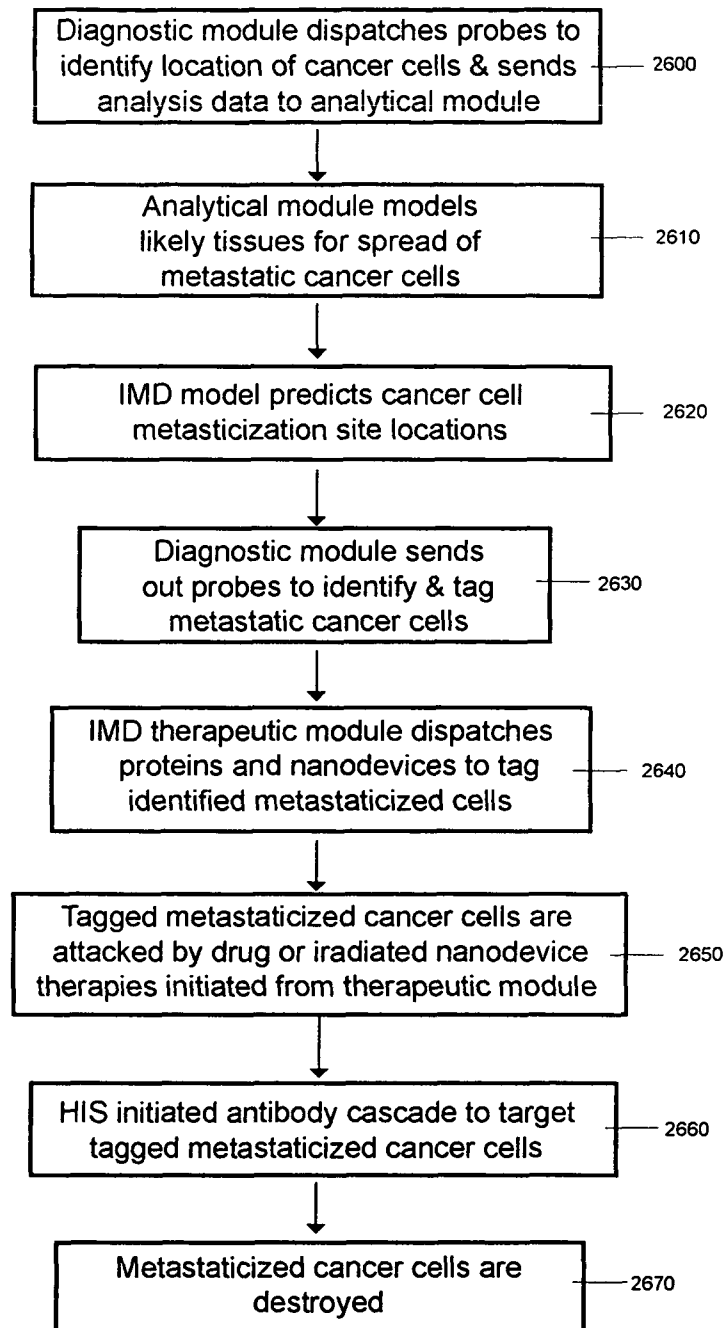 Diagnostic module dispatches probes to
identify location of cancer cells & sends
analysis data to analytical module
2600
Analytical module models
likely tissues for spread of
metastatic cancer cells
2610
IMD model predicts cancer cell
metasticization site locations
2620
Diagnostic module sends
out probes to identify & tag
metastatic cancer cells
2630
IMD therapeutic module dispatches
proteins and nanodevices to tag
identified metastaticized cells
2640
Tagged metastaticized cancer cells are
attacked by drug or iradiated nanodevice
therapies initiated from therapeutic module
2650
HIS initiated antibody cascade to target
tagged metastaticized cancer cells
2660
Metastaticized cancer cells are
destroyed
2670